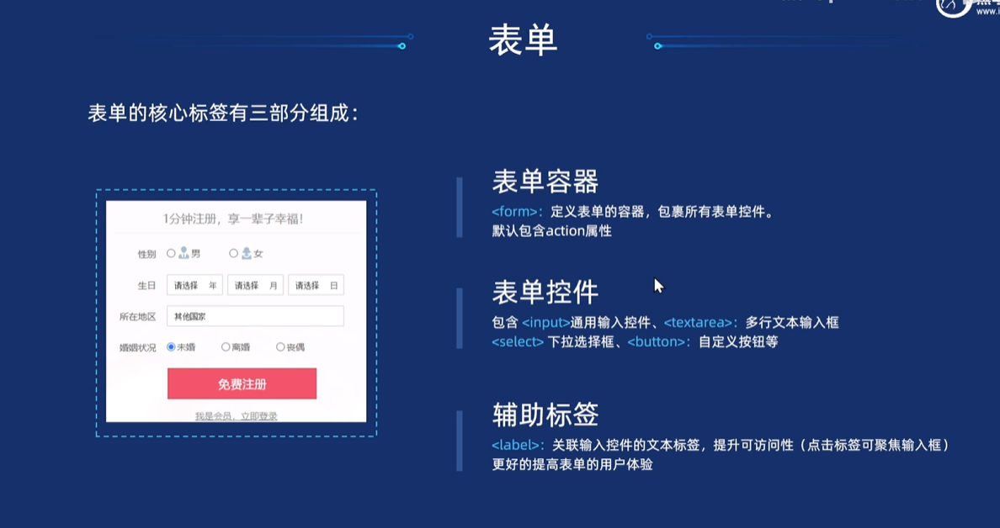 表单
表单的核心标签有三部分组成：
1分钟注册，享一辈子幸福！
性别 男 女
生日 请选择 年 请选择 月 请选择 日
所在地区 其他国家
婚姻状况 未婚 离婚 丧偶
免费注册
我是会员，立即登录
表单容器
<form>：定义表单的容器，包裹所有表单控件。
默认包含action属性
表单控件
包含 <input>通用输入控件、<textarea>：多行文本输入框
<select> 下拉选择框、<button>：自定义按钮等
辅助标签
<label>：关联输入控件的文本标签，提升可访问性（点击标签可聚焦输入框）
更好的提高表单的用户体验